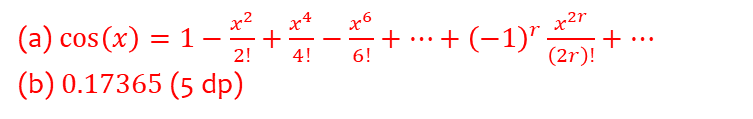 (a) cos(x) = 1 − x²/2! + x⁴/4! − x⁶/6! + ⋯ + (−1)ʳ x²ʳ/(2r)! + ⋯
(b) 0.17365 (5 dp)